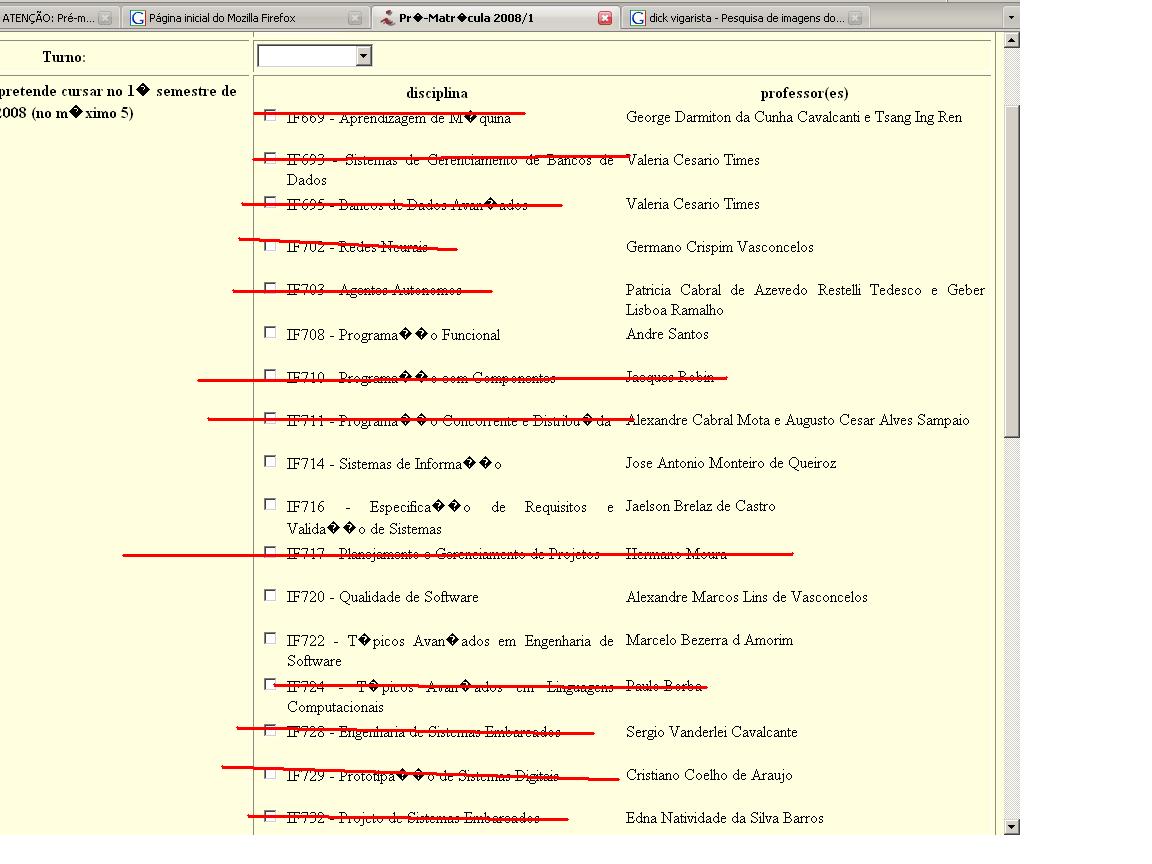 ATENÇÃO: Pré-m...
Página inicial do Mozilla Firefox
Pr�-Matr�cula 2008/1
dick vigarista - Pesquisa de imagens do...
Turno:
pretende cursar no 1� semestre de
2008 (no m�ximo 5)
disciplina professor(es)
IF669 - Aprendizagem de M�quina George Darmiton da Cunha Cavalcanti e Tsang Ing Ren
IF693 - Sistemas de Gerenciamento de Bancos de Valeria Cesario Times
Dados
IF695 - Bancos de Dados Avan�ados Valeria Cesario Times
IF702 - Redes Neurais Germano Crispim Vasconcelos
IF703 - Agentes Autonomos Patricia Cabral de Azevedo Restelli Tedesco e Geber
Lisboa Ramalho
IF708 - Programa��o Funcional Andre Santos
IF710 - Programa��o com Componentes Jacques Robin
IF711 - Programa��o Concorrente e Distribu�da Alexandre Cabral Mota e Augusto Cesar Alves Sampaio
IF714 - Sistemas de Informa��o Jose Antonio Monteiro de Queiroz
IF716 - Especifica��o de Requisitos e Jaelson Brelaz de Castro
Valida��o de Sistemas
IF717 - Planejamento e Gerenciamento de Projetos Hermano Moura
IF720 - Qualidade de Software Alexandre Marcos Lins de Vasconcelos
IF722 - T�picos Avan�ados em Engenharia de Marcelo Bezerra d Amorim
Software
IF724 - T�picos Avan�ados em Linguagens Paulo Borba
Computacionais
IF728 - Engenharia de Sistemas Embarcados Sergio Vanderlei Cavalcante
IF729 - Prototipa��o de Sistemas Digitais Cristiano Coelho de Araujo
IF732 - Projeto de Sistemas Embarcados Edna Natividade da Silva Barros